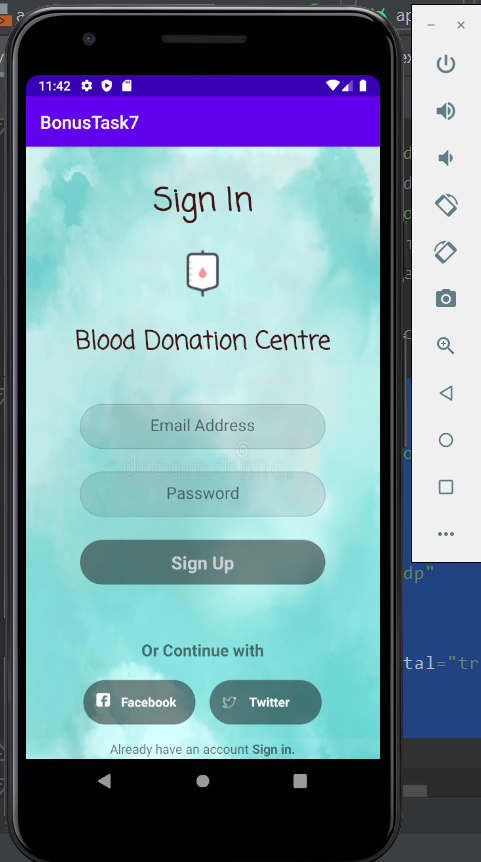 11:42
BonusTask7
Sign In
Blood Donation Centre
Email Address
Password
Sign Up
Or Continue with
Facebook
Twitter
Already have an account Sign in.
dp"
tal="tr